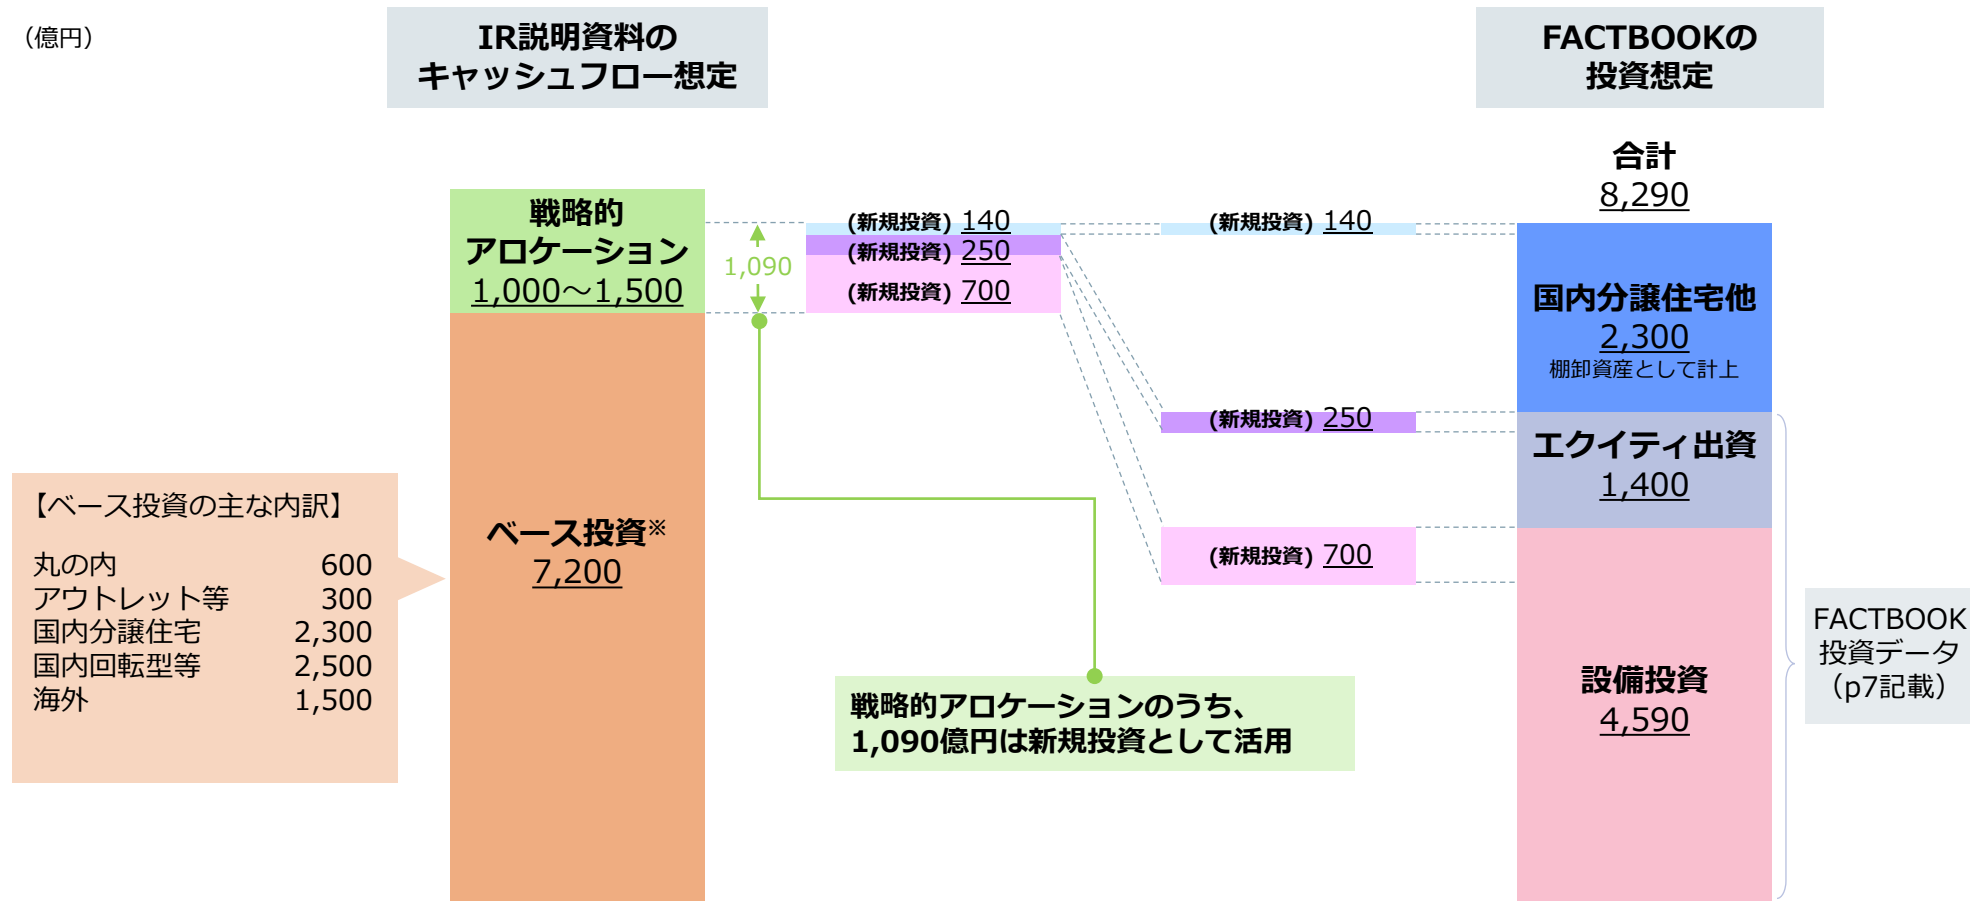 （億円）
IR説明資料の
キャッシュフロー想定
FACTBOOKの
投資想定
合計
8,290
戦略的
アロケーション
1,000～1,500
1,090
(新規投資) 140
(新規投資) 250
(新規投資) 700
(新規投資) 140
(新規投資) 250
(新規投資) 700
国内分譲住宅他
2,300
棚卸資産として計上
エクイティ出資
1,400
設備投資
4,590
ベース投資※
7,200
【ベース投資の主な内訳】
丸の内 600
アウトレット等 300
国内分譲住宅 2,300
国内回転型等 2,500
海外 1,500
戦略的アロケーションのうち、
1,090億円は新規投資として活用
FACTBOOK
投資データ
（p7記載）